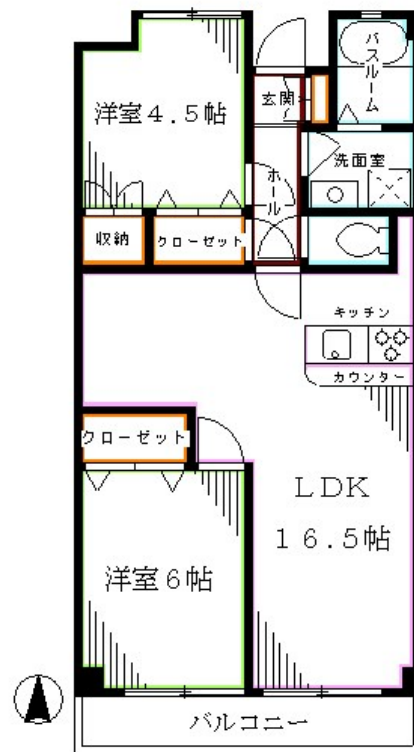 バスルーム
玄関
洋室4.5帖
洗面室
ホール
収納
クローゼット
キッチン
カウンター
クローゼット
LDK
16.5帖
洋室6帖
バルコニー